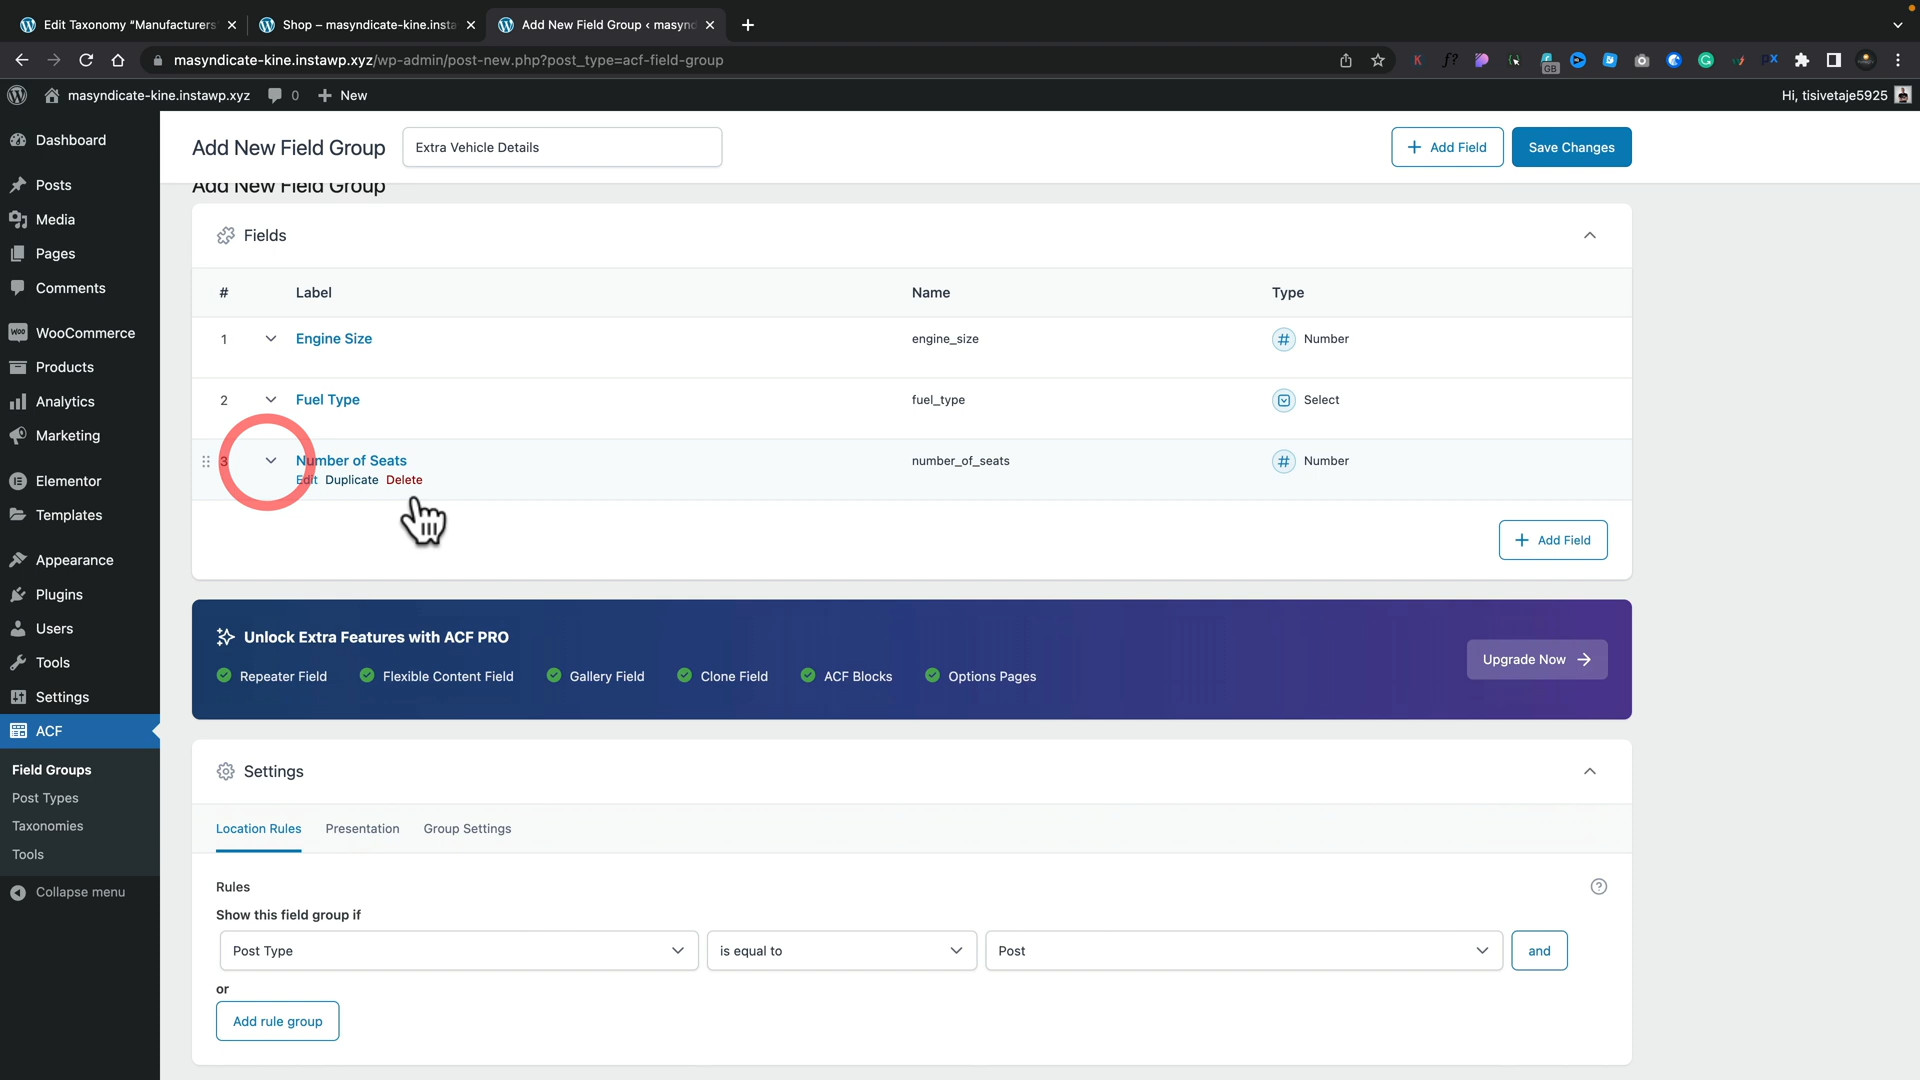 Edit Taxonomy “Manufacturers
Shop – masyndicate-kine.insta
Add New Field Group ‹ masynd
masyndicate-kine.instawp.xyz/wp-admin/post-new.php?post_type=acf-field-group
masyndicate-kine.instawp.xyz
0
New
Hi, tisivetaje5925
Dashboard
Posts
Media
Pages
Comments
WooCommerce
Products
Analytics
Marketing
Elementor
Templates
Appearance
Plugins
Users
Tools
Settings
ACF
Field Groups
Post Types
Taxonomies
Tools
Collapse menu
Add New Field Group
Extra Vehicle Details
Add Field
Save Changes
Add New Field Group
Fields
# Label Name Type
1 Engine Size engine_size # Number
2 Fuel Type fuel_type Select
3 Number of Seats number_of_seats # Number
Edit Duplicate Delete
Add Field
Unlock Extra Features with ACF PRO
Repeater Field Flexible Content Field Gallery Field Clone Field ACF Blocks Options Pages
Upgrade Now
Settings
Location Rules Presentation Group Settings
Rules
Show this field group if
Post Type is equal to Post and
or
Add rule group